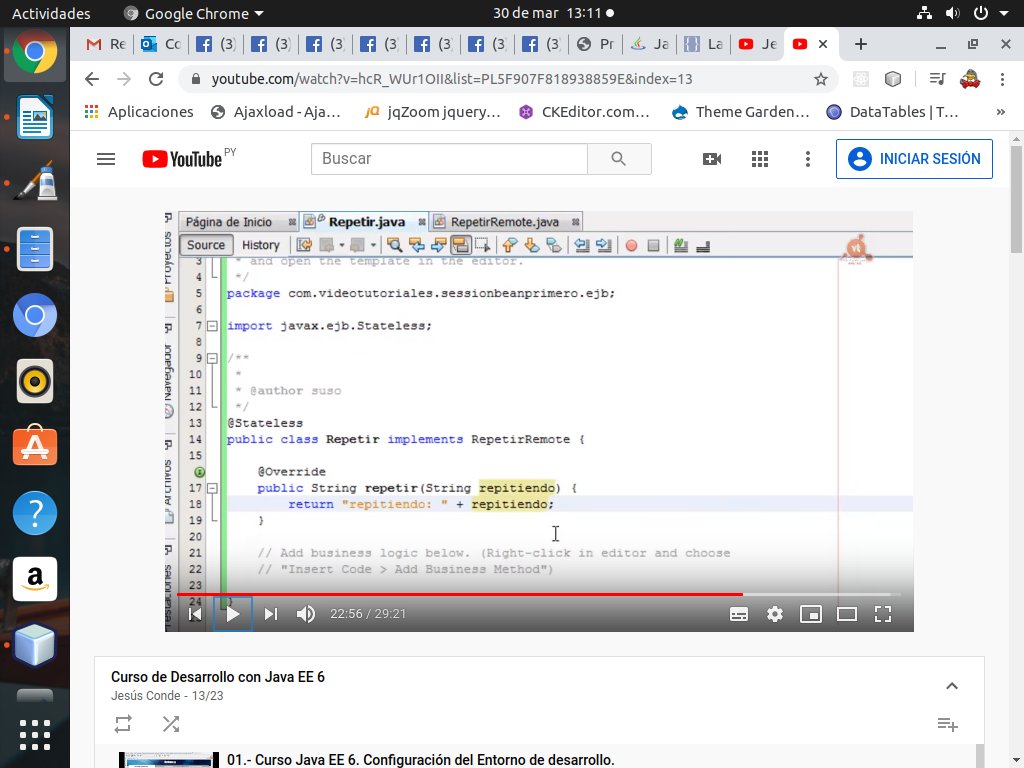 Actividades
Google Chrome
30 de mar 13:11
Re
Co
(3)
(3)
(3
(3
(3
(3
(3
Pr
Ja
La
Je
youtube.com/watch?v=hcR_WUr1OII&list=PL5F907F818938859E&index=13
Aplicaciones
Ajaxload - Aja...
jqZoom jquery...
CKEditor.com...
Theme Garden...
DataTables | T...
»
YouTube PY
Buscar
INICIAR SESIÓN
Página de Inicio
Repetir.java
RepetirRemote.java
Source
History
Proyectos
Navegador
Archivos
3 * and open the template in the editor.
4 */
5 package com.videotutoriales.sessionbeanprimero.ejb;
6
7 import javax.ejb.Stateless;
8
9 /**
10 *
11 * @author suso
12 */
13 @Stateless
14 public class Repetir implements RepetirRemote {
15
@Override
17 public String repetir(String repitiendo) {
18 return "repitiendo: " + repitiendo;
19 }
20
21 // Add business logic below. (Right-click in editor and choose
22 // "Insert Code > Add Business Method")
23
24 }
22:56 / 29:21
Curso de Desarrollo con Java EE 6
Jesús Conde - 13/23
01.- Curso Java EE 6. Configuración del Entorno de desarrollo.